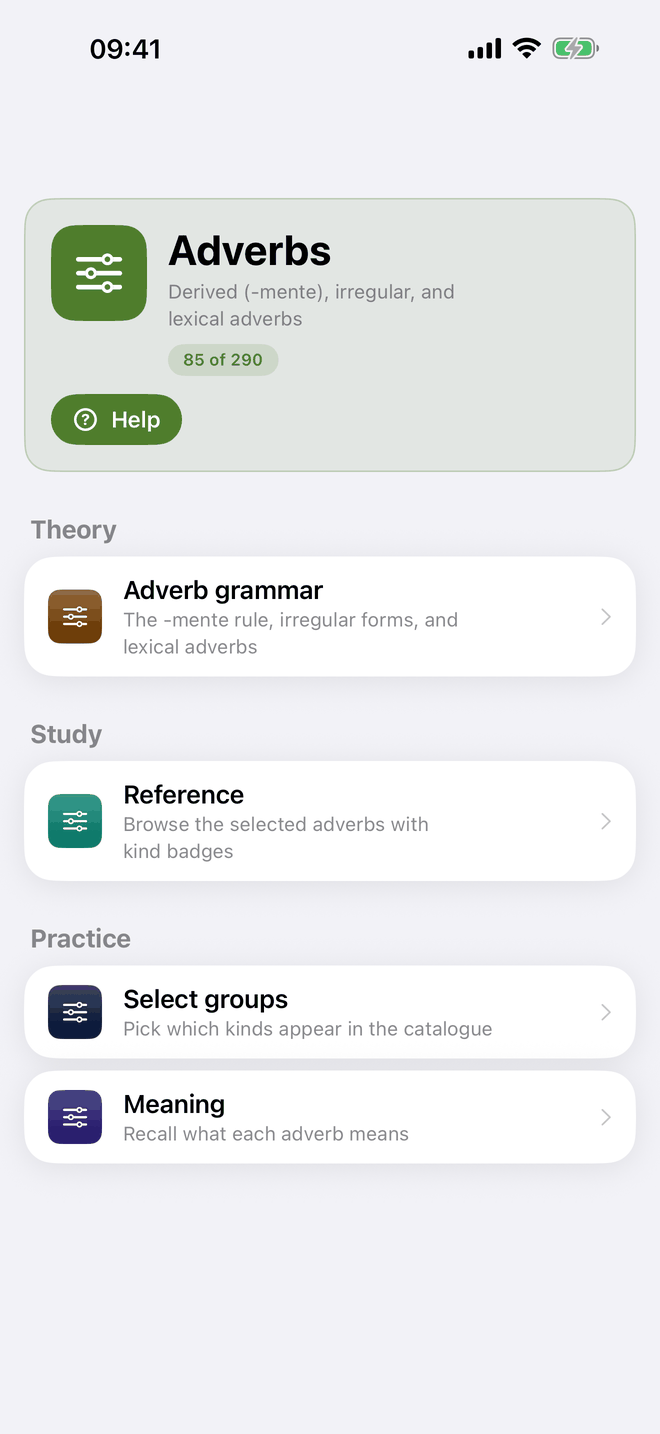 09:41
Adverbs
Derived (-mente), irregular, and
lexical adverbs
85 of 290
Help
Theory
Adverb grammar
The -mente rule, irregular forms, and
lexical adverbs
Study
Reference
Browse the selected adverbs with
kind badges
Practice
Select groups
Pick which kinds appear in the catalogue
Meaning
Recall what each adverb means